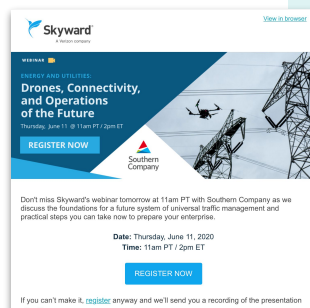 View in browser
Skyward
A Verizon company
WEBINAR
ENERGY AND UTILITIES:
Drones, Connectivity,
and Operations
of the Future
Thursday, June 11 @ 11am PT / 2pm ET
REGISTER NOW
Southern
Company
Don't miss Skyward's webinar tomorrow at 11am PT with Southern Company as we
discuss the foundations for a future system of universal traffic management and
practical steps you can take now to prepare your enterprise.
Date: Thursday, June 11, 2020
Time: 11am PT / 2pm ET
REGISTER NOW
If you can't make it, register anyway and we'll send you a recording of the presentation